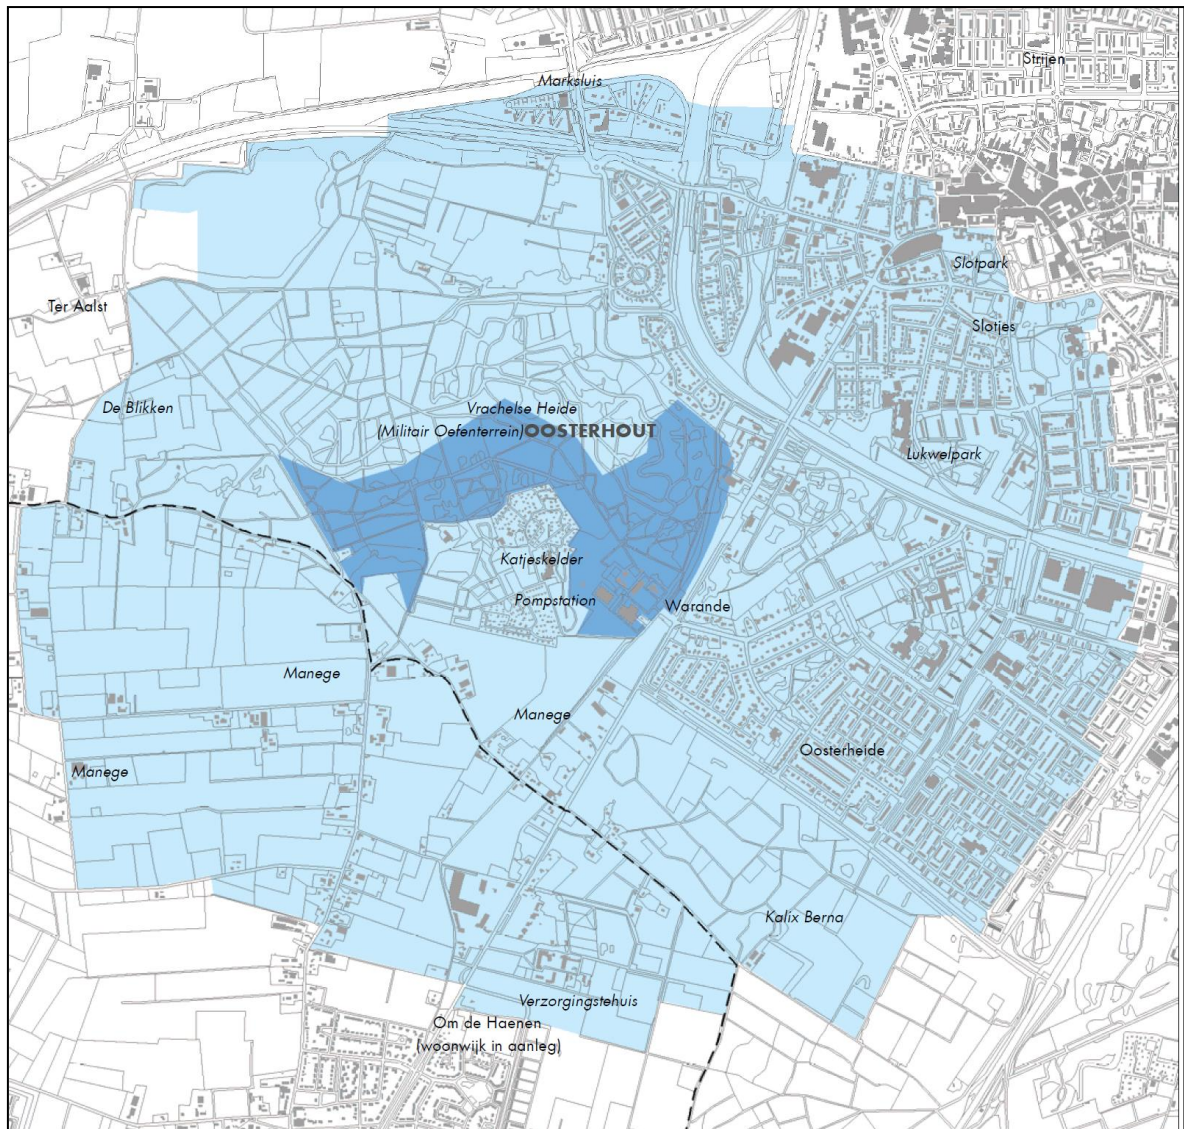 Strijen
Marksluis
Slotpark
Ter Aalst
Slotjes
De Blikken
Vrachelse Heide
(Militair Oefenterrein)OOSTERHOUT
Lukwelpark
Katjeskelder
Pompstation
Warande
Manege
Manege
Oosterheide
Manege
Kalix Berna
Verzorgingstehuis
Om de Haenen
(woonwijk in aanleg)